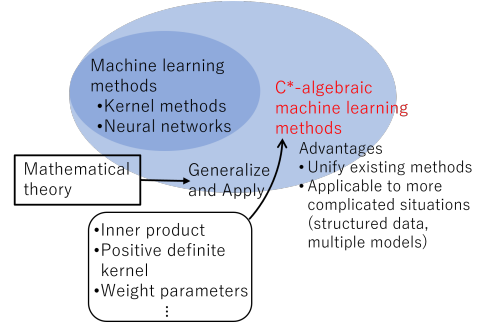 Machine learning
methods
•Kernel methods
•Neural networks
C*-algebraic
machine learning
methods
Advantages
• Unify existing methods
• Applicable to more
complicated situations
(structured data,
multiple models)
Mathematical
theory
Generalize
and Apply
•Inner product
•Positive definite
kernel
•Weight parameters
⋮